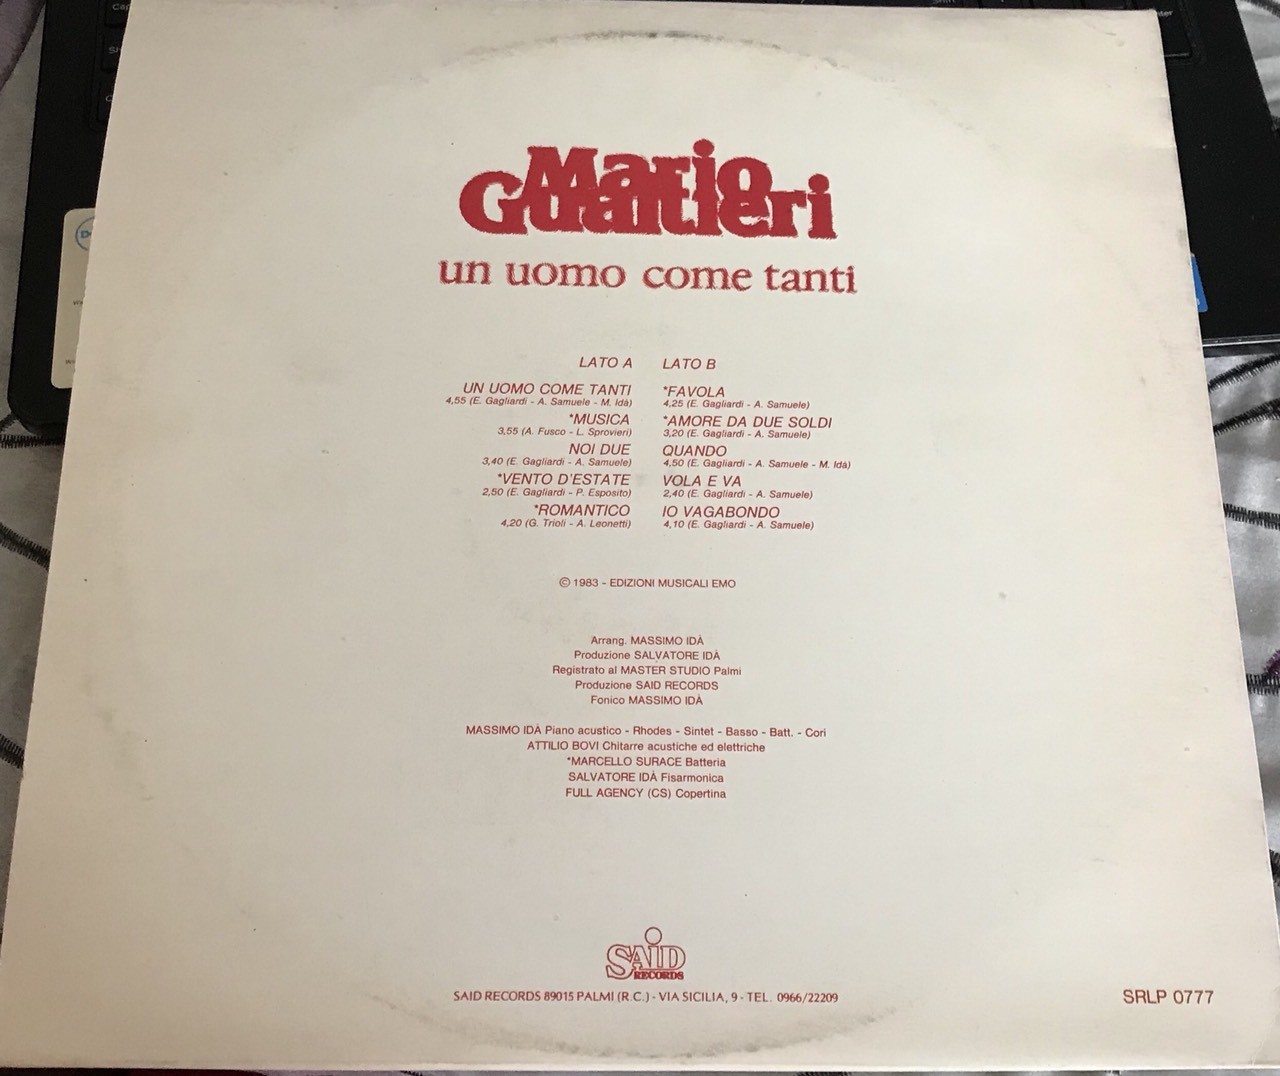 Mario
Gualtieri
un uomo come tanti
LATO A
UN UOMO COME TANTI
4,55 (E. Gagliardi - A. Samuele - M. Idà)
*MUSICA
3,55 (A. Fusco - L. Sprovieri)
NOI DUE
3,40 (E. Gagliardi - A. Samuele)
*VENTO D'ESTATE
2,50 (E. Gagliardi - P. Esposito)
*ROMANTICO
4,20 (G. Trioli - A. Leonetti)
LATO B
*FAVOLA
4,25 (E. Gagliardi - A. Samuele)
*AMORE DA DUE SOLDI
3,20 (E. Gagliardi - A. Samuele)
QUANDO
4,50 (E. Gagliardi - A. Samuele - M. Idà)
VOLA E VA
2,40 (E. Gagliardi - A. Samuele)
IO VAGABONDO
4,10 (E. Gagliardi - A. Samuele)
© 1983 - EDIZIONI MUSICALI EMO
Arrang. MASSIMO IDÀ
Produzione SALVATORE IDÀ
Registrato al MASTER STUDIO Palmi
Produzione SAID RECORDS
Fonico MASSIMO IDÀ
MASSIMO IDÀ Piano acustico - Rhodes - Sintet - Basso - Batt. - Cori
ATTILIO BOVI Chitarre acustiche ed elettriche
*MARCELLO SURACE Batteria
SALVATORE IDÀ Fisarmonica
FULL AGENCY (CS) Copertina
SAID
RECORDS
SAID RECORDS 89015 PALMI (R.C.) - VIA SICILIA, 9 - TEL. 0966/22209
SRLP 0777